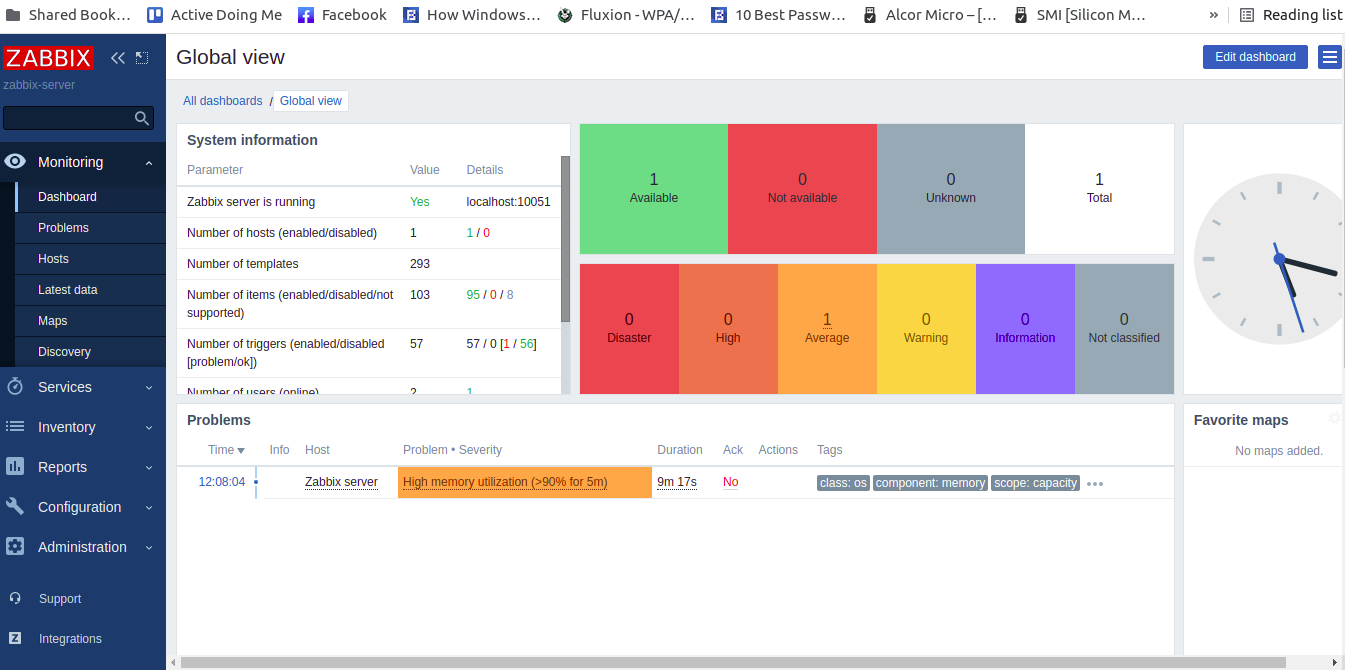 Shared Book... Active Doing Me Facebook How Windows... Fluxion - WPA/... 10 Best Passw... Alcor Micro – [... SMI [Silicon M... » Reading list
ZABBIX
zabbix-server
Monitoring
Dashboard
Problems
Hosts
Latest data
Maps
Discovery
Services
Inventory
Reports
Configuration
Administration
Support
Z Integrations
Global view
Edit dashboard
All dashboards / Global view
System information
Parameter Value Details
Zabbix server is running Yes localhost:10051
Number of hosts (enabled/disabled) 1 1 / 0
Number of templates 293
Number of items (enabled/disabled/not 103 95 / 0 / 8
supported)
Number of triggers (enabled/disabled 57 57 / 0 [1 / 56]
[problem/ok])
Number of users (online) 2 1
1 0 0 1
Available Not available Unknown Total
0 0 1 0 0 0
Disaster High Average Warning Information Not classified
Problems
Time Info Host Problem • Severity Duration Ack Actions Tags
12:08:04 Zabbix server High memory utilization (>90% for 5m) 9m 17s No class: os component: memory scope: capacity •••
Favorite maps
No maps added.